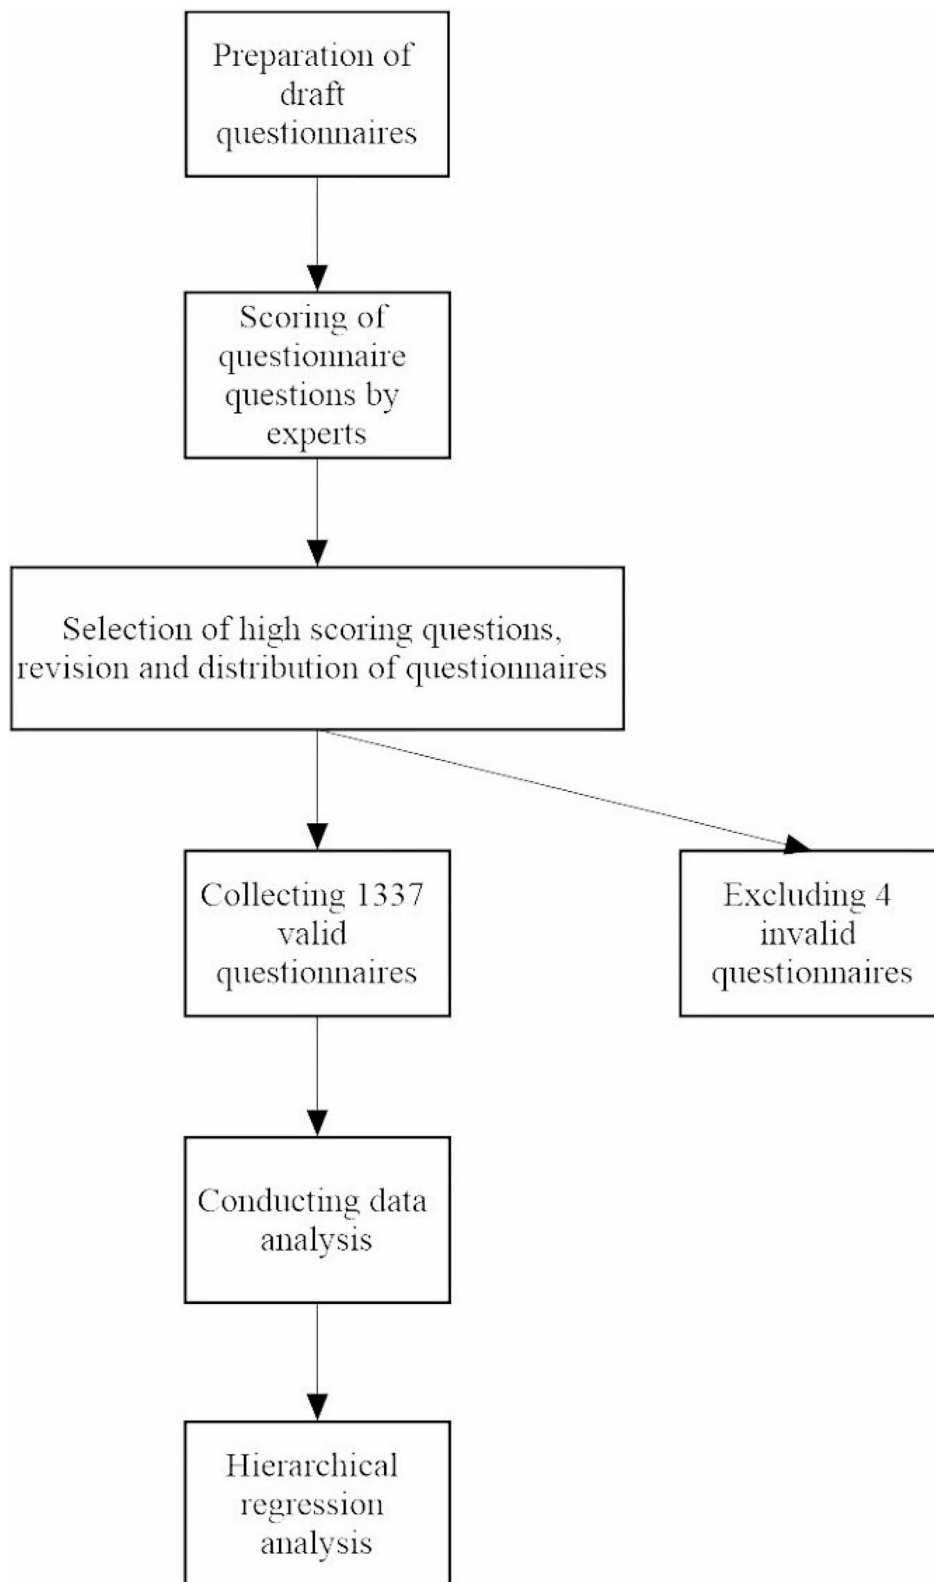 Preparation of
draft
questionnaires
Scoring of
questionnaire
questions by
experts
Selection of high scoring questions,
revision and distribution of questionnaires
Collecting 1337
valid
questionnaires
Excluding 4
invalid
questionnaires
Conducting data
analysis
Hierarchical
regression
analysis